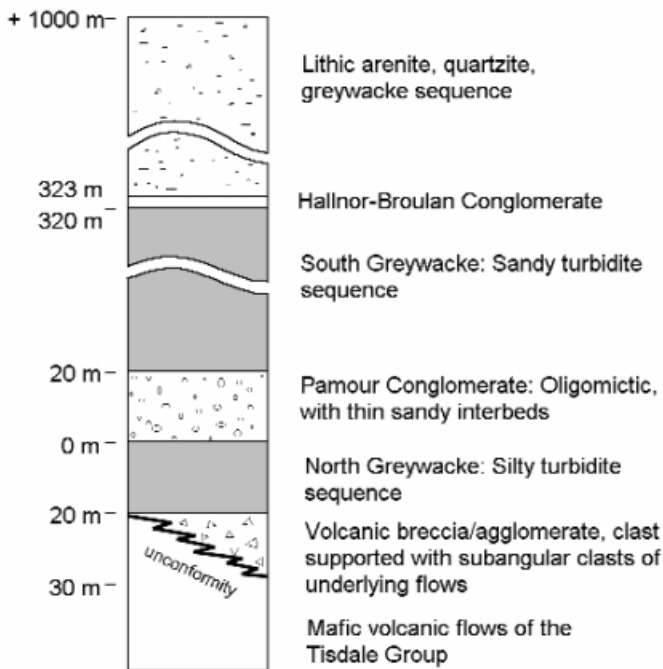 + 1000 m
Lithic arenite, quartzite,
greywacke sequence
323 m
Hallnor-Broulan Conglomerate
320 m
South Greywacke: Sandy turbidite
sequence
20 m
Pamour Conglomerate: Oligomictic,
with thin sandy interbeds
0 m
North Greywacke: Silty turbidite
sequence
20 m
Volcanic breccia/agglomerate, clast
supported with subangular clasts of
underlying flows
unconformity
30 m
Mafic volcanic flows of the
Tisdale Group